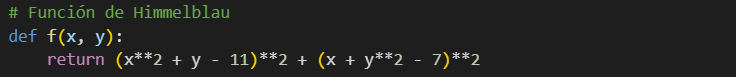 # Función de Himmelblau
def f(x, y):
    return (x**2 + y - 11)**2 + (x + y**2 - 7)**2